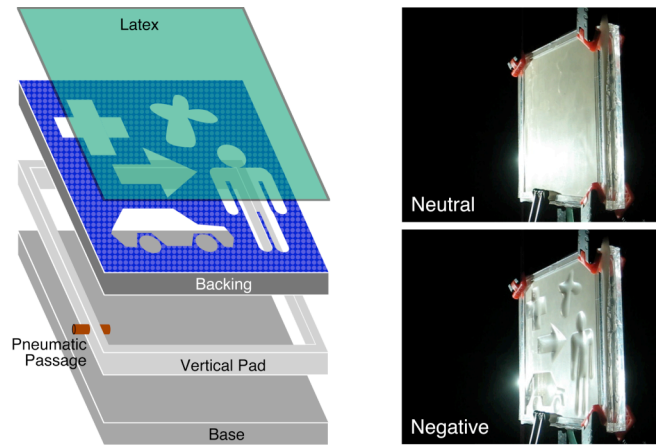 Latex
Backing
Pneumatic
Passage
Vertical Pad
Base
Neutral
Negative